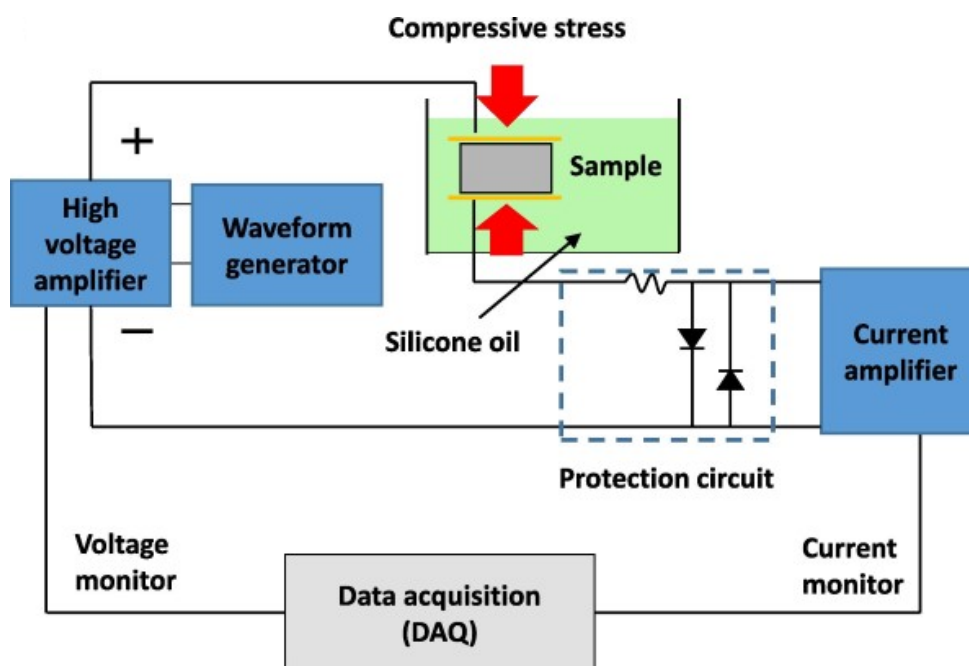 Compressive stress
+
Sample
High
voltage
amplifier
Waveform
generator
−
Silicone oil
Current
amplifier
Protection circuit
Voltage
monitor
Current
monitor
Data acquisition
(DAQ)